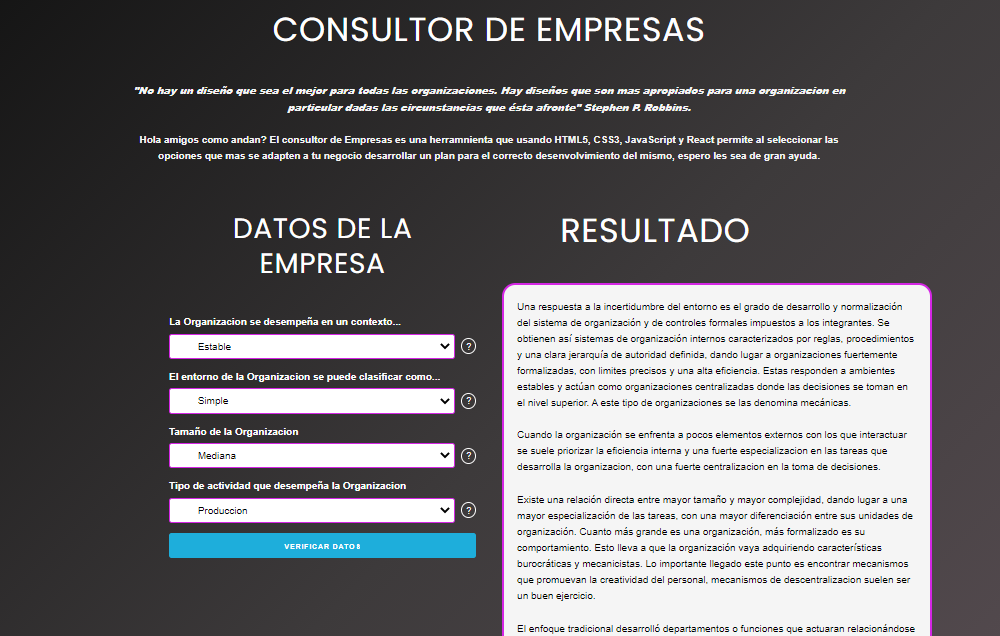 CONSULTOR DE EMPRESAS
"No hay un diseño que sea el mejor para todas las organizaciones. Hay diseños que son mas apropiados para una organizacion en
particular dadas las circunstancias que ésta afronte" Stephen P. Robbins.
Hola amigos como andan? El consultor de Empresas es una herramnienta que usando HTML5, CSS3, JavaScript y React permite al seleccionar las
opciones que mas se adapten a tu negocio desarrollar un plan para el correcto desenvolvimiento del mismo, espero les sea de gran ayuda.
DATOS DE LA
EMPRESA
La Organizacion se desempeña en un contexto...
Estable
?
El entorno de la Organizacion se puede clasificar como...
Simple
?
Tamaño de la Organizacion
Mediana
?
Tipo de actividad que desempeña la Organizacion
Produccion
?
VERIFICAR DATOS
RESULTADO
Una respuesta a la incertidumbre del entorno es el grado de desarrollo y normalización
del sistema de organización y de controles formales impuestos a los integrantes. Se
obtienen así sistemas de organización internos caracterizados por reglas, procedimientos
y una clara jerarquía de autoridad definida, dando lugar a organizaciones fuertemente
formalizadas, con limites precisos y una alta eficiencia. Estas responden a ambientes
estables y actúan como organizaciones centralizadas donde las decisiones se toman en
el nivel superior. A este tipo de organizaciones se las denomina mecánicas.
Cuando la organización se enfrenta a pocos elementos externos con los que interactuar
se suele priorizar la eficiencia interna y una fuerte especializacion en las tareas que
desarrolla la organizacion, con una fuerte centralizacion en la toma de decisiones.
Existe una relación directa entre mayor tamaño y mayor complejidad, dando lugar a una
mayor especialización de las tareas, con una mayor diferenciación entre sus unidades de
organización. Cuanto más grande es una organización, más formalizado es su
comportamiento. Esto lleva a que la organización vaya adquiriendo características
burocráticas y mecanicistas. Lo importante llegado este punto es encontrar mecanismos
que promuevan la creatividad del personal, mecanismos de descentralizacion suelen ser
un buen ejercicio.
El enfoque tradicional desarrolló departamentos o funciones que actuaran relacionándose